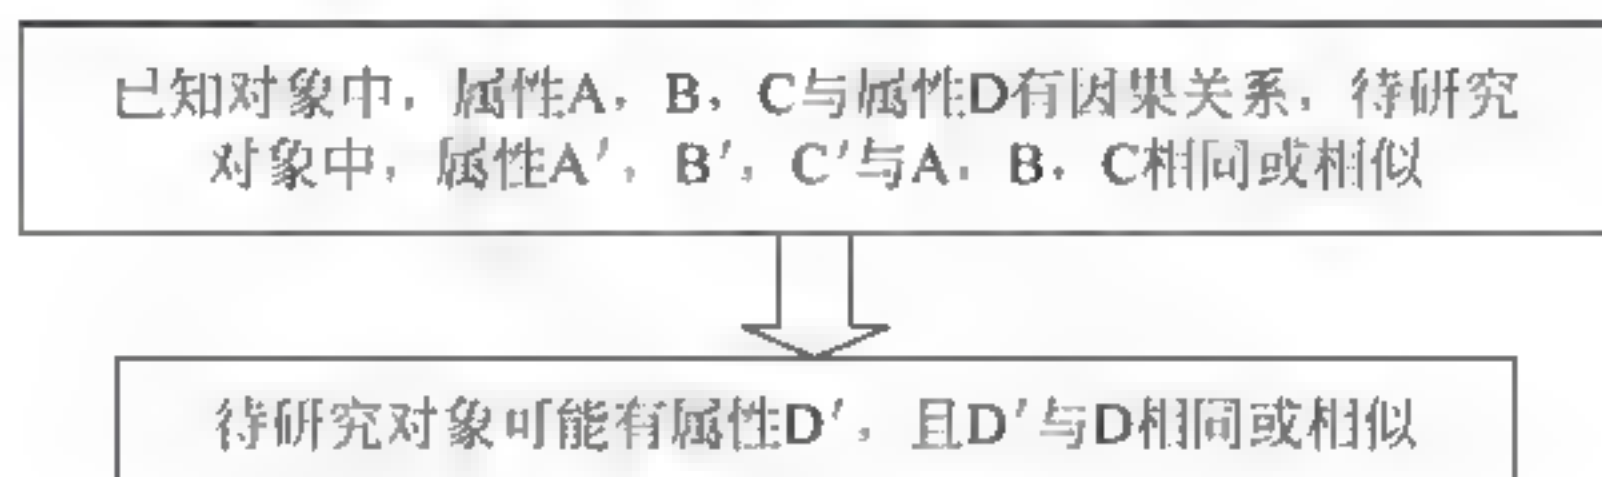 已知对象中，属性A，B，C与属性D有因果关系，待研究
对象中，属性A′，B′，C′与A，B，C相同或相似
待研究对象可能有属性D′，且D′与D相同或相似